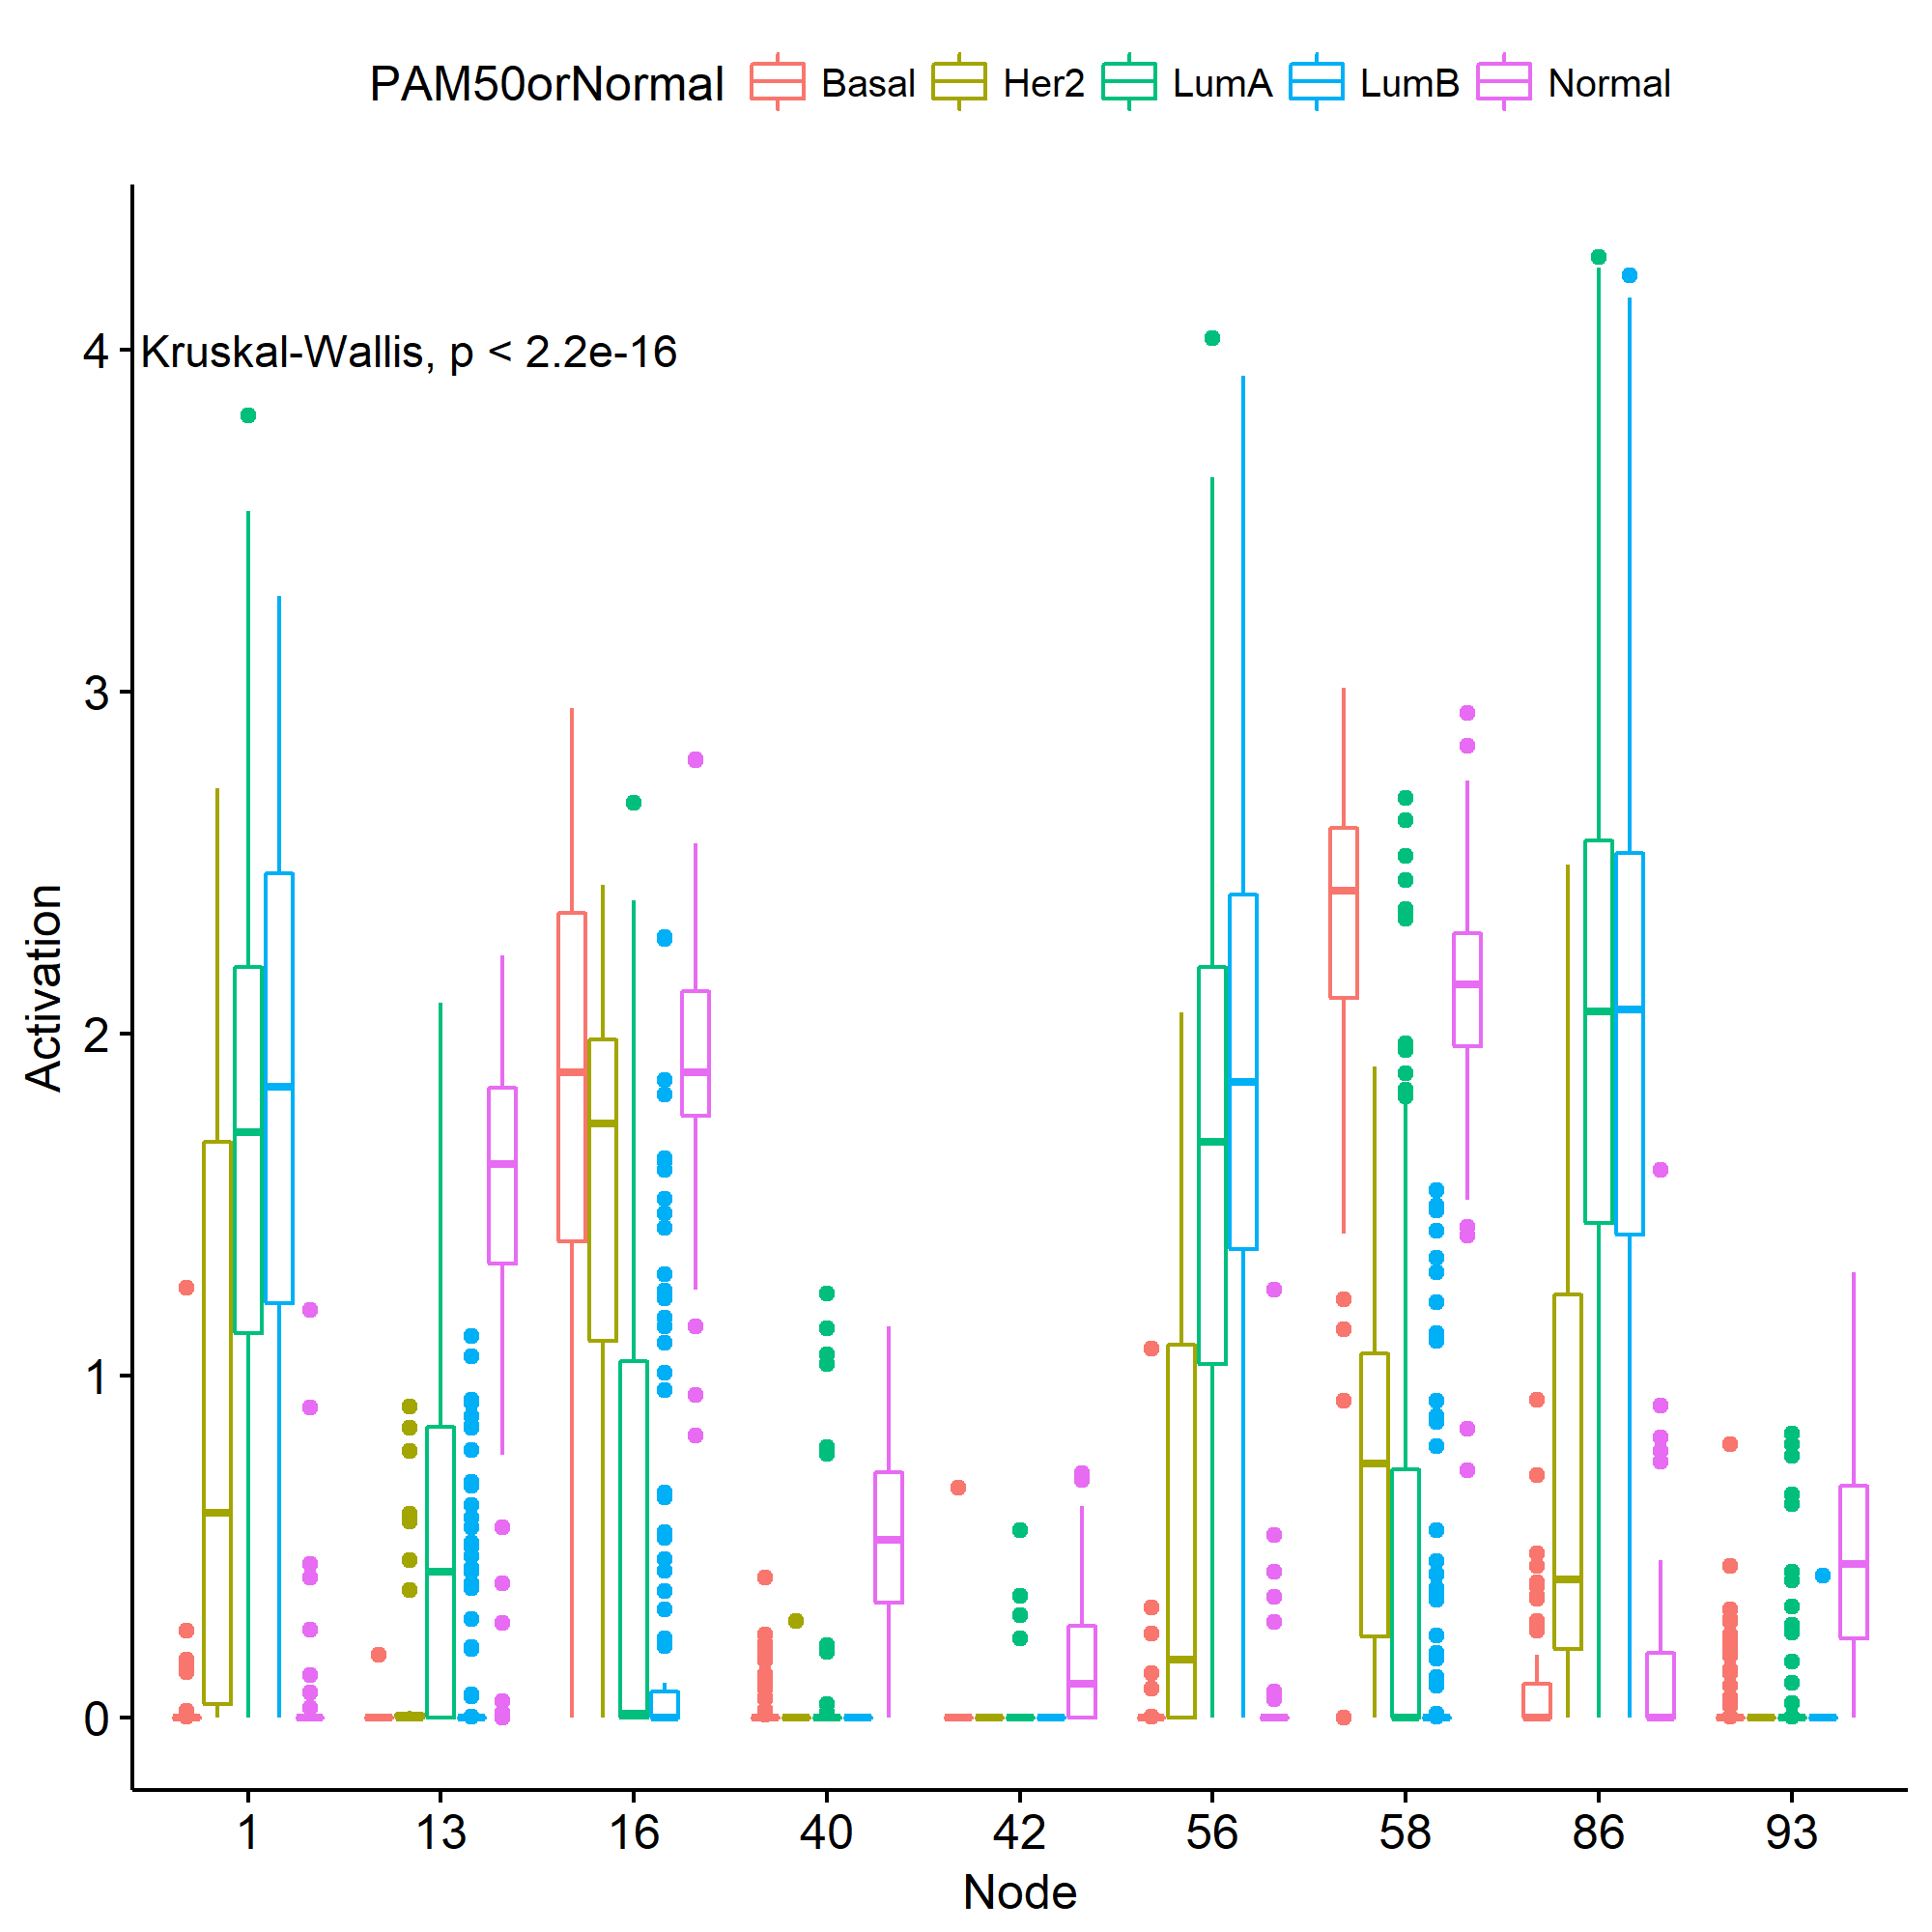 PAM50orNormal Basal Her2 LumA LumB Normal
Kruskal-Wallis, p < 2.2e-16
4
3
2
1
0
Activation
1 13 16 40 42 56 58 86 93
Node